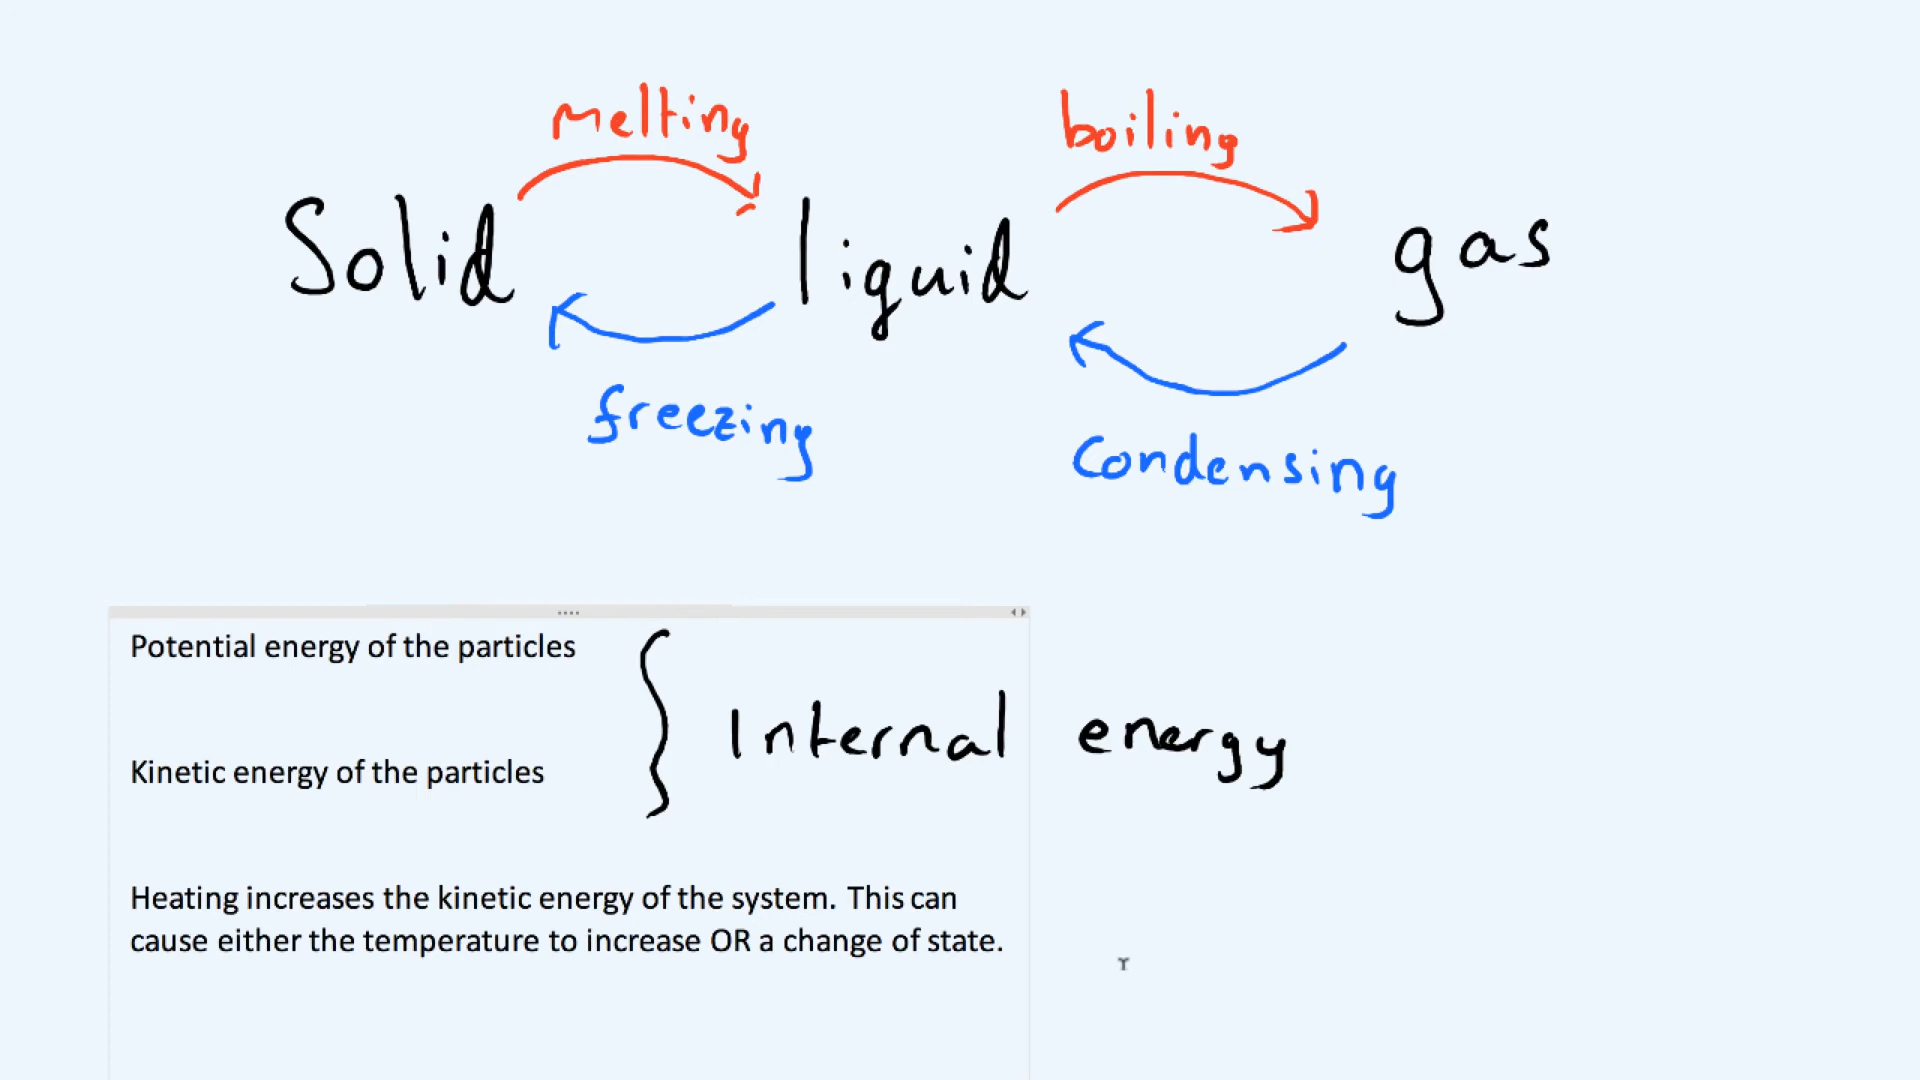 melting
boiling
Solid liquid gas
freezing
Condensing
Potential energy of the particles
Internal energy
Kinetic energy of the particles
Heating increases the kinetic energy of the system. This can
cause either the temperature to increase OR a change of state.